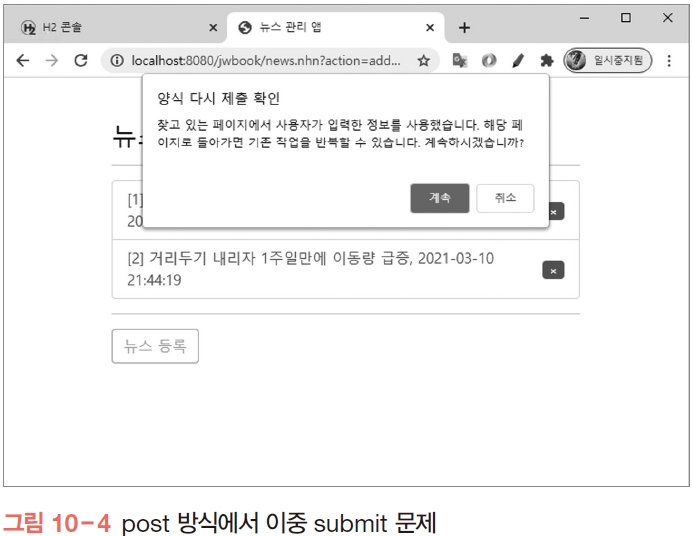 H2 콘솔
뉴스 관리 앱
localhost:8080/jwbook/news.nhn?action=add...
일시중지됨
양식 다시 제출 확인
찾고 있는 페이지에서 사용자가 입력한 정보를 사용했습니다. 해당 페
이지로 돌아가면 기존 작업을 반복할 수 있습니다. 계속하시겠습니까?
계속 취소
[1]
20
[2] 거리두기 내리자 1주일만에 이동량 급증, 2021-03-10
21:44:19
뉴스 등록
그림 10-4 post 방식에서 이중 submit 문제